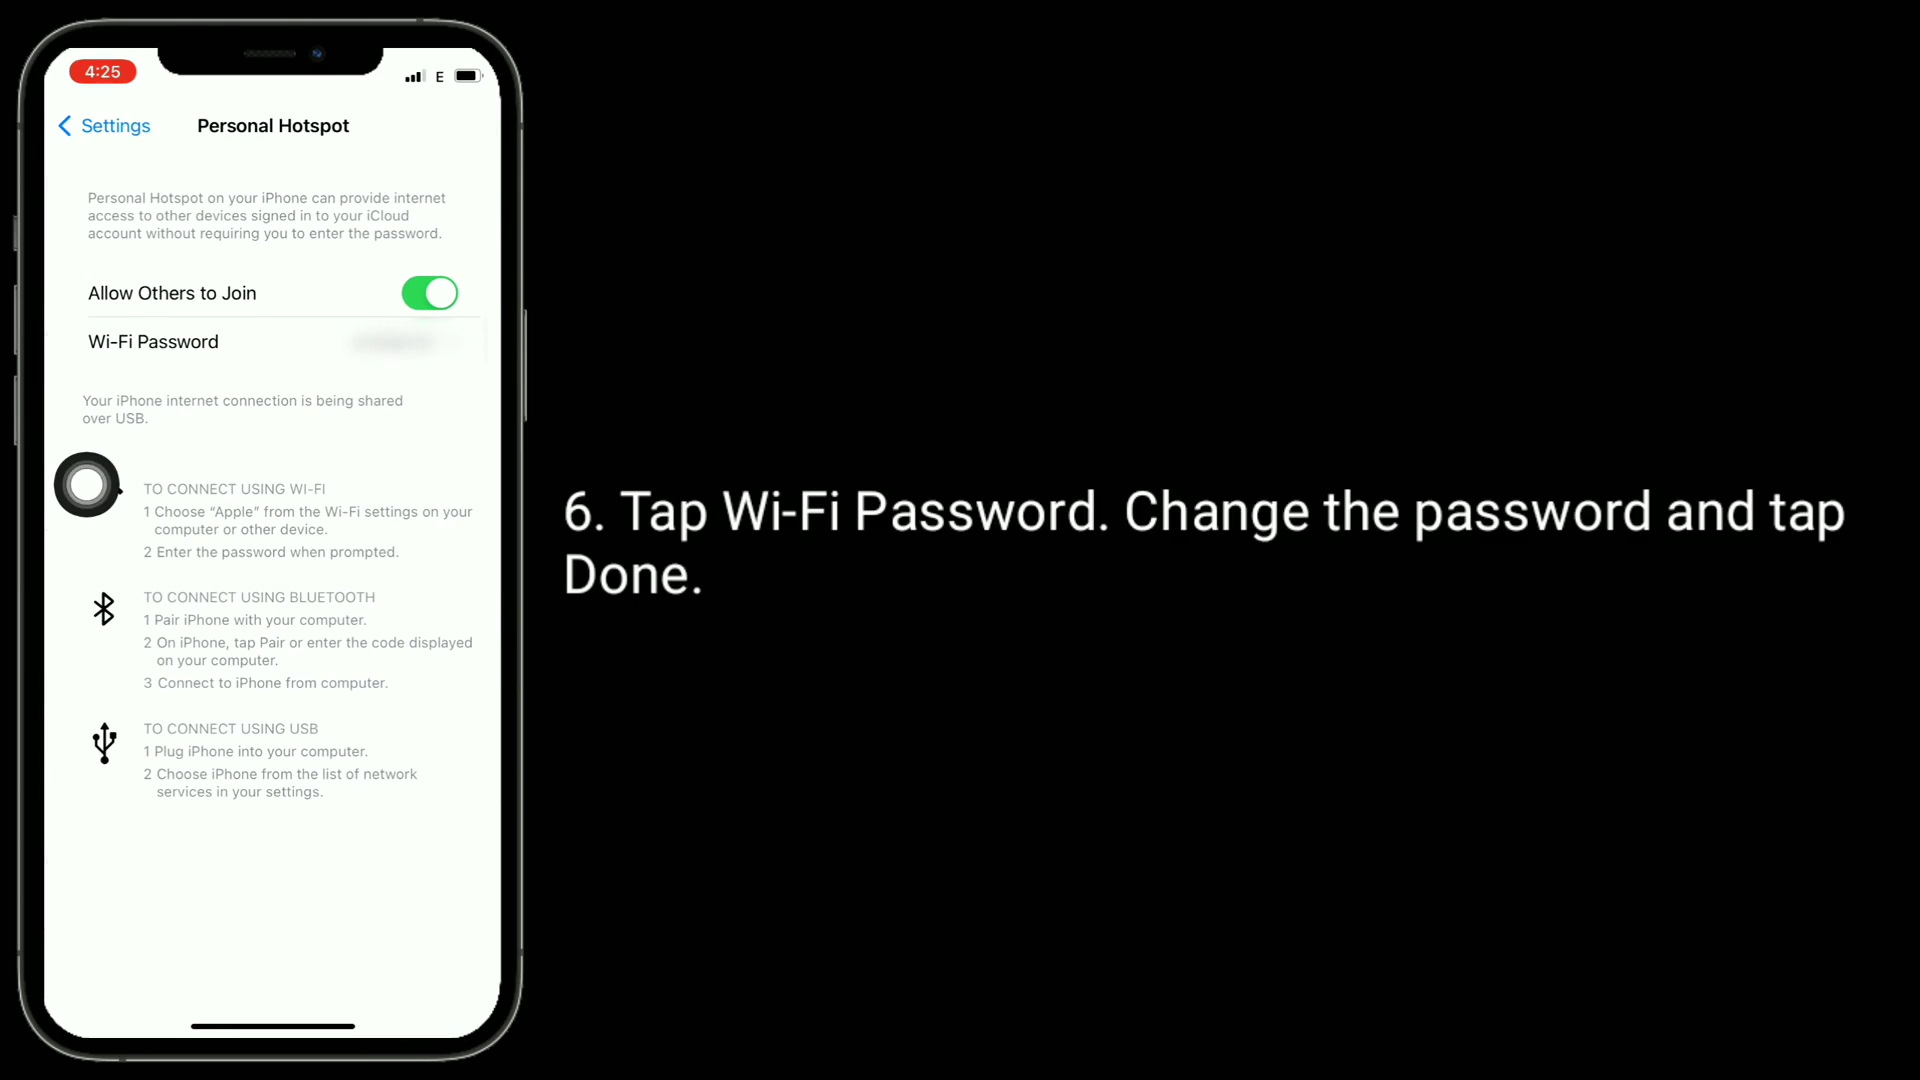 4:25
E
Settings
Personal Hotspot
Personal Hotspot on your iPhone can provide internet
access to other devices signed in to your iCloud
account without requiring you to enter the password.
Allow Others to Join
Wi-Fi Password
Your iPhone internet connection is being shared
over USB.
TO CONNECT USING WI-FI
1 Choose “Apple” from the Wi-Fi settings on your
computer or other device.
2 Enter the password when prompted.
TO CONNECT USING BLUETOOTH
1 Pair iPhone with your computer.
2 On iPhone, tap Pair or enter the code displayed
on your computer.
3 Connect to iPhone from computer.
TO CONNECT USING USB
1 Plug iPhone into your computer.
2 Choose iPhone from the list of network
services in your settings.
6. Tap Wi-Fi Password. Change the password and tap
Done.